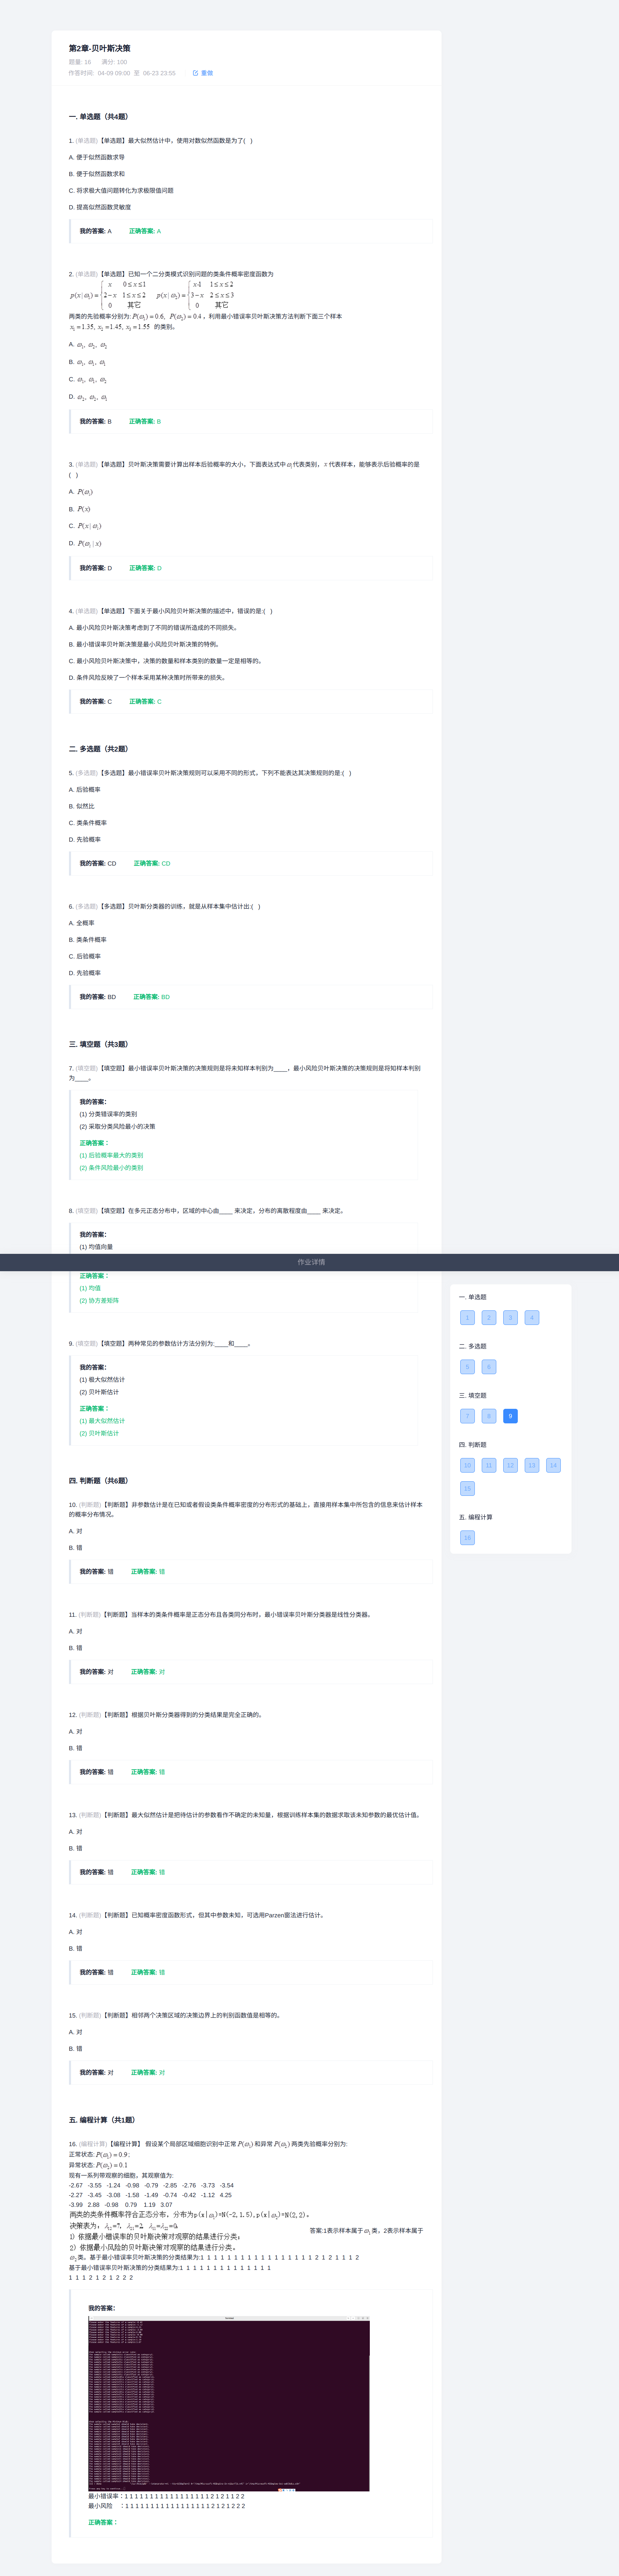 第2章-贝叶斯决策
题量: 16 满分: 100
作答时间: 04-09 09:00 至 06-23 23:55 重做
一. 单选题（共4题）
1. (单选题)【单选题】最大似然估计中，使用对数似然函数是为了( )
A. 便于似然函数求导
B. 便于似然函数求和
C. 将求极大值问题转化为求极限值问题
D. 提高似然函数灵敏度
我的答案: A 正确答案: A
2. (单选题)【单选题】已知一个二分类模式识别问题的类条件概率密度函数为
p(x|ω₁)={ x 0≤x≤1 p(x|ω₂)={ x-1 1≤x≤2
2−x 1≤x≤2 3−x 2≤x≤3
0 其它 0 其它
两类的先验概率分别为: P(ω₁)=0.6, P(ω₂)=0.4 ，利用最小错误率贝叶斯决策方法判断下面三个样本
x₁=1.35, x₂=1.45, x₃=1.55 的类别。
A. ω₁, ω₂, ω₂
B. ω₁, ω₁, ω₂
C. ω₂, ω₁, ω₂
D. ω₂, ω₂, ω₁
我的答案: B 正确答案: B
3. (单选题)【单选题】贝叶斯决策需要计算出样本后验概率的大小，下面表达式中 ωᵢ 代表类别， x 代表样本，能够表示后验概率的是
( )
A. P(ωᵢ)
B. P(x)
C. P(x|ωᵢ)
D. P(ωᵢ|x)
我的答案: D 正确答案: D
4. (单选题)【单选题】下面关于最小风险贝叶斯决策的描述中，错误的是:( )
A. 最小风险贝叶斯决策考虑到了不同的错误所造成的不同损失。
B. 最小错误率贝叶斯决策是最小风险贝叶斯决策的特例。
C. 最小风险贝叶斯决策中，决策的数量和样本类别的数量一定是相等的。
D. 条件风险反映了一个样本采用某种决策时所带来的损失。
我的答案: C 正确答案: C
二. 多选题（共2题）
5. (多选题)【多选题】最小错误率贝叶斯决策规则可以采用不同的形式，下列不能表达其决策规则的是:( )
A. 后验概率
B. 似然比
C. 类条件概率
D. 先验概率
我的答案: CD 正确答案: CD
6. (多选题)【多选题】贝叶斯分类器的训练，就是从样本集中估计出:( )
A. 全概率
B. 类条件概率
C. 后验概率
D. 先验概率
我的答案: BD 正确答案: BD
三. 填空题（共3题）
7. (填空题)【填空题】最小错误率贝叶斯决策的决策规则是将未知样本判别为____，最小风险贝叶斯决策的决策规则是将知样本判别
为____。
我的答案：
(1) 分类错误率的类别
(2) 采取分类风险最小的决策
正确答案：
(1) 后验概率最大的类别
(2) 条件风险最小的类别
8. (填空题)【填空题】在多元正态分布中，区域的中心由____ 来决定，分布的离散程度由____ 来决定。
我的答案：
(1) 均值向量
作业详情
正确答案：
(1) 均值
(2) 协方差矩阵
9. (填空题)【填空题】两种常见的参数估计方法分别为:____和____。
我的答案：
(1) 极大似然估计
(2) 贝叶斯估计
正确答案：
(1) 最大似然估计
(2) 贝叶斯估计
四. 判断题（共6题）
10. (判断题)【判断题】非参数估计是在已知或者假设类条件概率密度的分布形式的基础上，直接用样本集中所包含的信息来估计样本
的概率分布情况。
A. 对
B. 错
我的答案: 错 正确答案: 错
11. (判断题)【判断题】当样本的类条件概率是正态分布且各类同分布时，最小错误率贝叶斯分类器是线性分类器。
A. 对
B. 错
我的答案: 对 正确答案: 对
12. (判断题)【判断题】根据贝叶斯分类器得到的分类结果是完全正确的。
A. 对
B. 错
我的答案: 错 正确答案: 错
13. (判断题)【判断题】最大似然估计是把待估计的参数看作不确定的未知量，根据训练样本集的数据求取该未知参数的最优估计值。
A. 对
B. 错
我的答案: 错 正确答案: 错
14. (判断题)【判断题】已知概率密度函数形式，但其中参数未知，可选用Parzen窗法进行估计。
A. 对
B. 错
我的答案: 错 正确答案: 错
15. (判断题)【判断题】相邻两个决策区域的决策边界上的判别函数值是相等的。
A. 对
B. 错
我的答案: 对 正确答案: 对
五. 编程计算（共1题）
16. (编程计算)【编程计算】 假设某个局部区域细胞识别中正常 P(ω₁) 和异常 P(ω₂) 两类先验概率分别为:
正常状态: P(ω₁)=0.9 ;
异常状态: P(ω₂)=0.1
现有一系列带观察的细胞，其观察值为:
-2.67 -3.55 -1.24 -0.98 -0.79 -2.85 -2.76 -3.73 -3.54
-2.27 -3.45 -3.08 -1.58 -1.49 -0.74 -0.42 -1.12 4.25
-3.99 2.88 -0.98 0.79 1.19 3.07
两类的类条件概率符合正态分布，分布为p(x|ω₁)=N(-2,1.5),p(x|ω₂)=N(2,2)。
决策表为，λ₁₂=7，λ₂₁=2，λ₁₁=λ₂₂=0。
1) 依据最小错误率的贝叶斯决策对观察的结果进行分类；
2) 依据最小风险的贝叶斯决策对观察的结果进行分类。
答案:1表示样本属于 ω₁ 类，2表示样本属于
ω₂ 类。基于最小错误率贝叶斯决策的分类结果为:1 1 1 1 1 1 1 1 1 1 1 1 1 1 1 1 1 2 1 2 1 1 1 2
基于最小错误率贝叶斯决策的分类结果为:1 1 1 1 1 1 1 1 1 1 1 1 1 1
1 1 1 2 1 2 1 2 2 2
我的答案：
最小错误率：1 1 1 1 1 1 1 1 1 1 1 1 1 1 1 1 1 2 1 2 1 1 2 2
最小风险 ：1 1 1 1 1 1 1 1 1 1 1 1 1 1 1 1 1 2 1 2 1 2 2 2
正确答案：
一. 单选题
1 2 3 4
二. 多选题
5 6
三. 填空题
7 8 9
四. 判断题
10 11 12 13 14
15
五. 编程计算
16